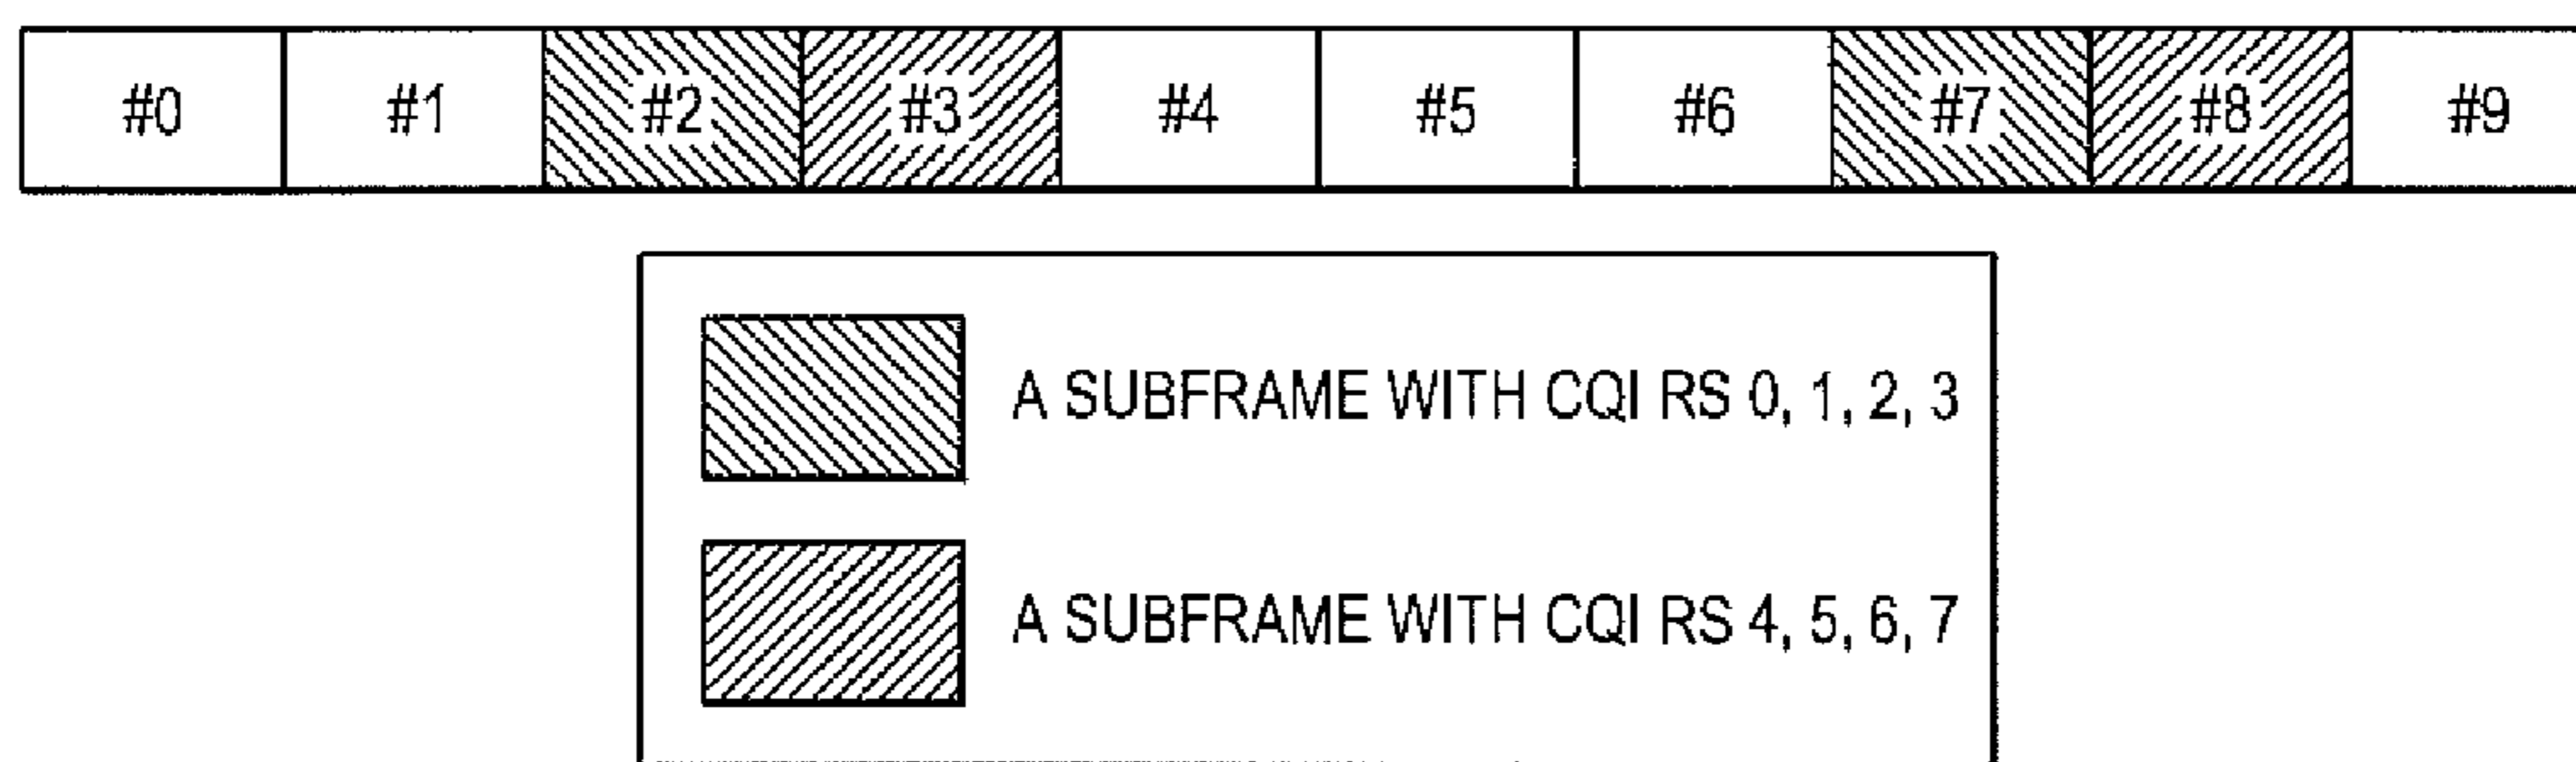 #0 #1 #2 #3 #4 #5 #6 #7 #8 #9
A SUBFRAME WITH CQI RS 0, 1, 2, 3
A SUBFRAME WITH CQI RS 4, 5, 6, 7